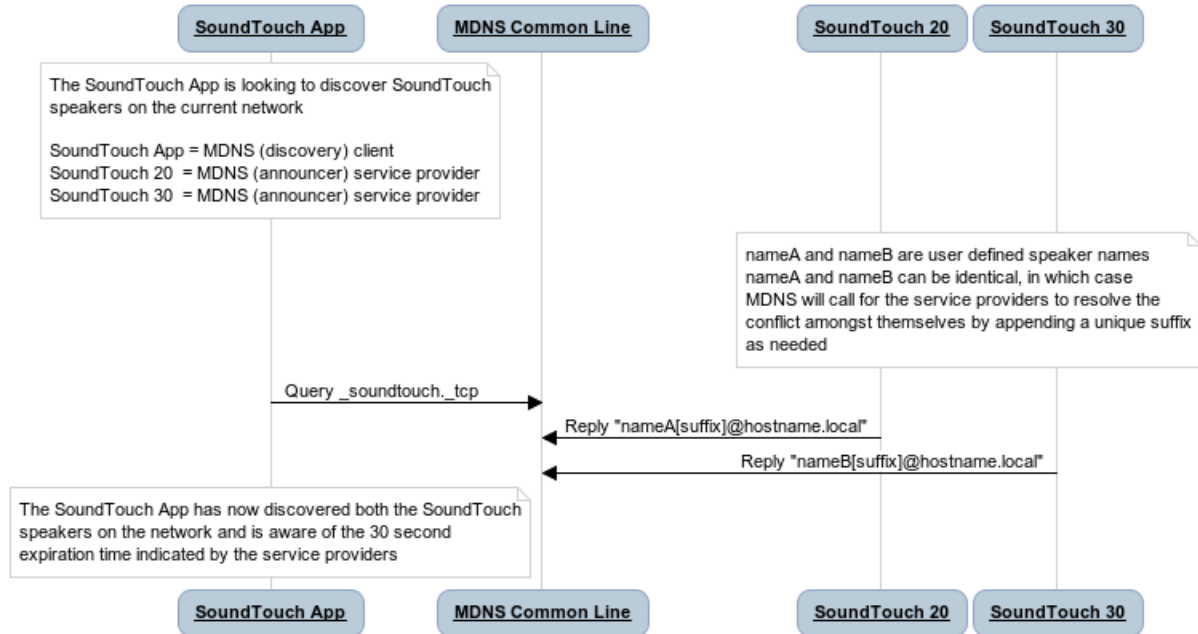 SoundTouch App
MDNS Common Line
SoundTouch 20
SoundTouch 30
The SoundTouch App is looking to discover SoundTouch
speakers on the current network
SoundTouch App = MDNS (discovery) client
SoundTouch 20  = MDNS (announcer) service provider
SoundTouch 30  = MDNS (announcer) service provider
nameA and nameB are user defined speaker names
nameA and nameB can be identical, in which case
MDNS will call for the service providers to resolve the
conflict amongst themselves by appending a unique suffix
as needed
Query _soundtouch._tcp
Reply "nameA[suffix]@hostname.local"
Reply "nameB[suffix]@hostname.local"
The SoundTouch App has now discovered both the SoundTouch
speakers on the network and is aware of the 30 second
expiration time indicated by the service providers
SoundTouch App
MDNS Common Line
SoundTouch 20
SoundTouch 30